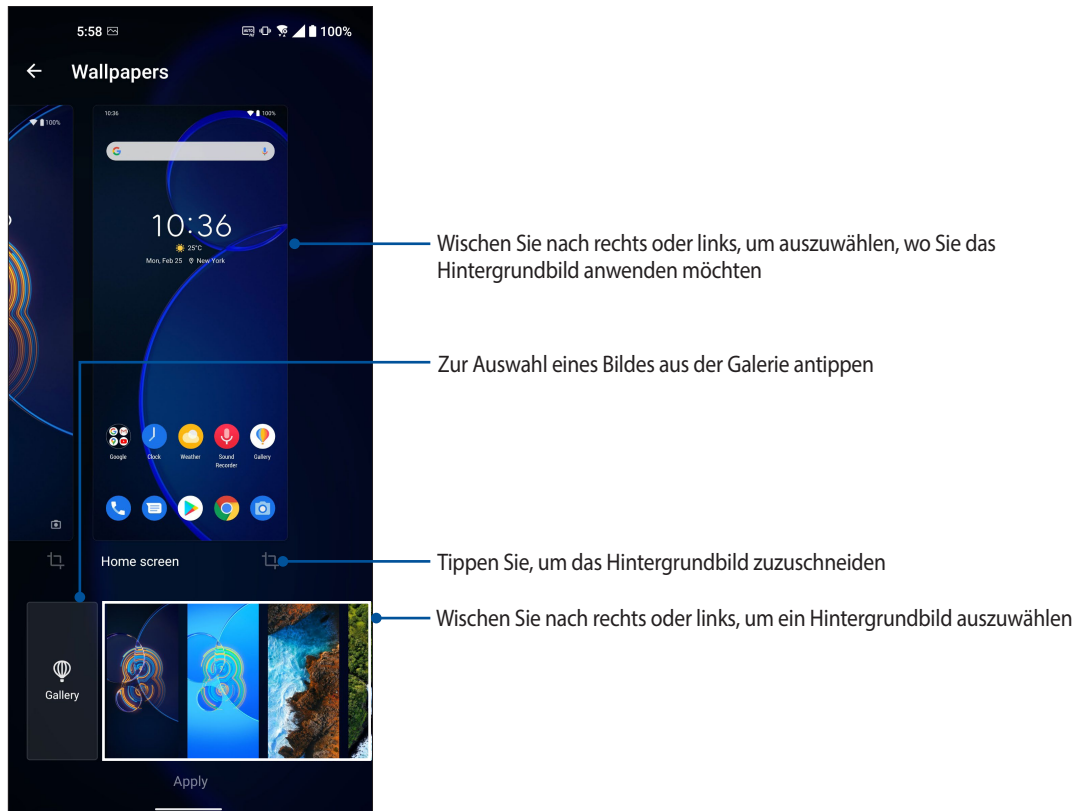 5:58 100%
Wallpapers
100%
10:36 100%
10:36
25°C
Mon, Feb 25 New York
Google Clock Weather Sound Recorder Gallery
Home screen
Gallery
Apply
Wischen Sie nach rechts oder links, um auszuwählen, wo Sie das
Hintergrundbild anwenden möchten
Zur Auswahl eines Bildes aus der Galerie antippen
Tippen Sie, um das Hintergrundbild zuzuschneiden
Wischen Sie nach rechts oder links, um ein Hintergrundbild auszuwählen